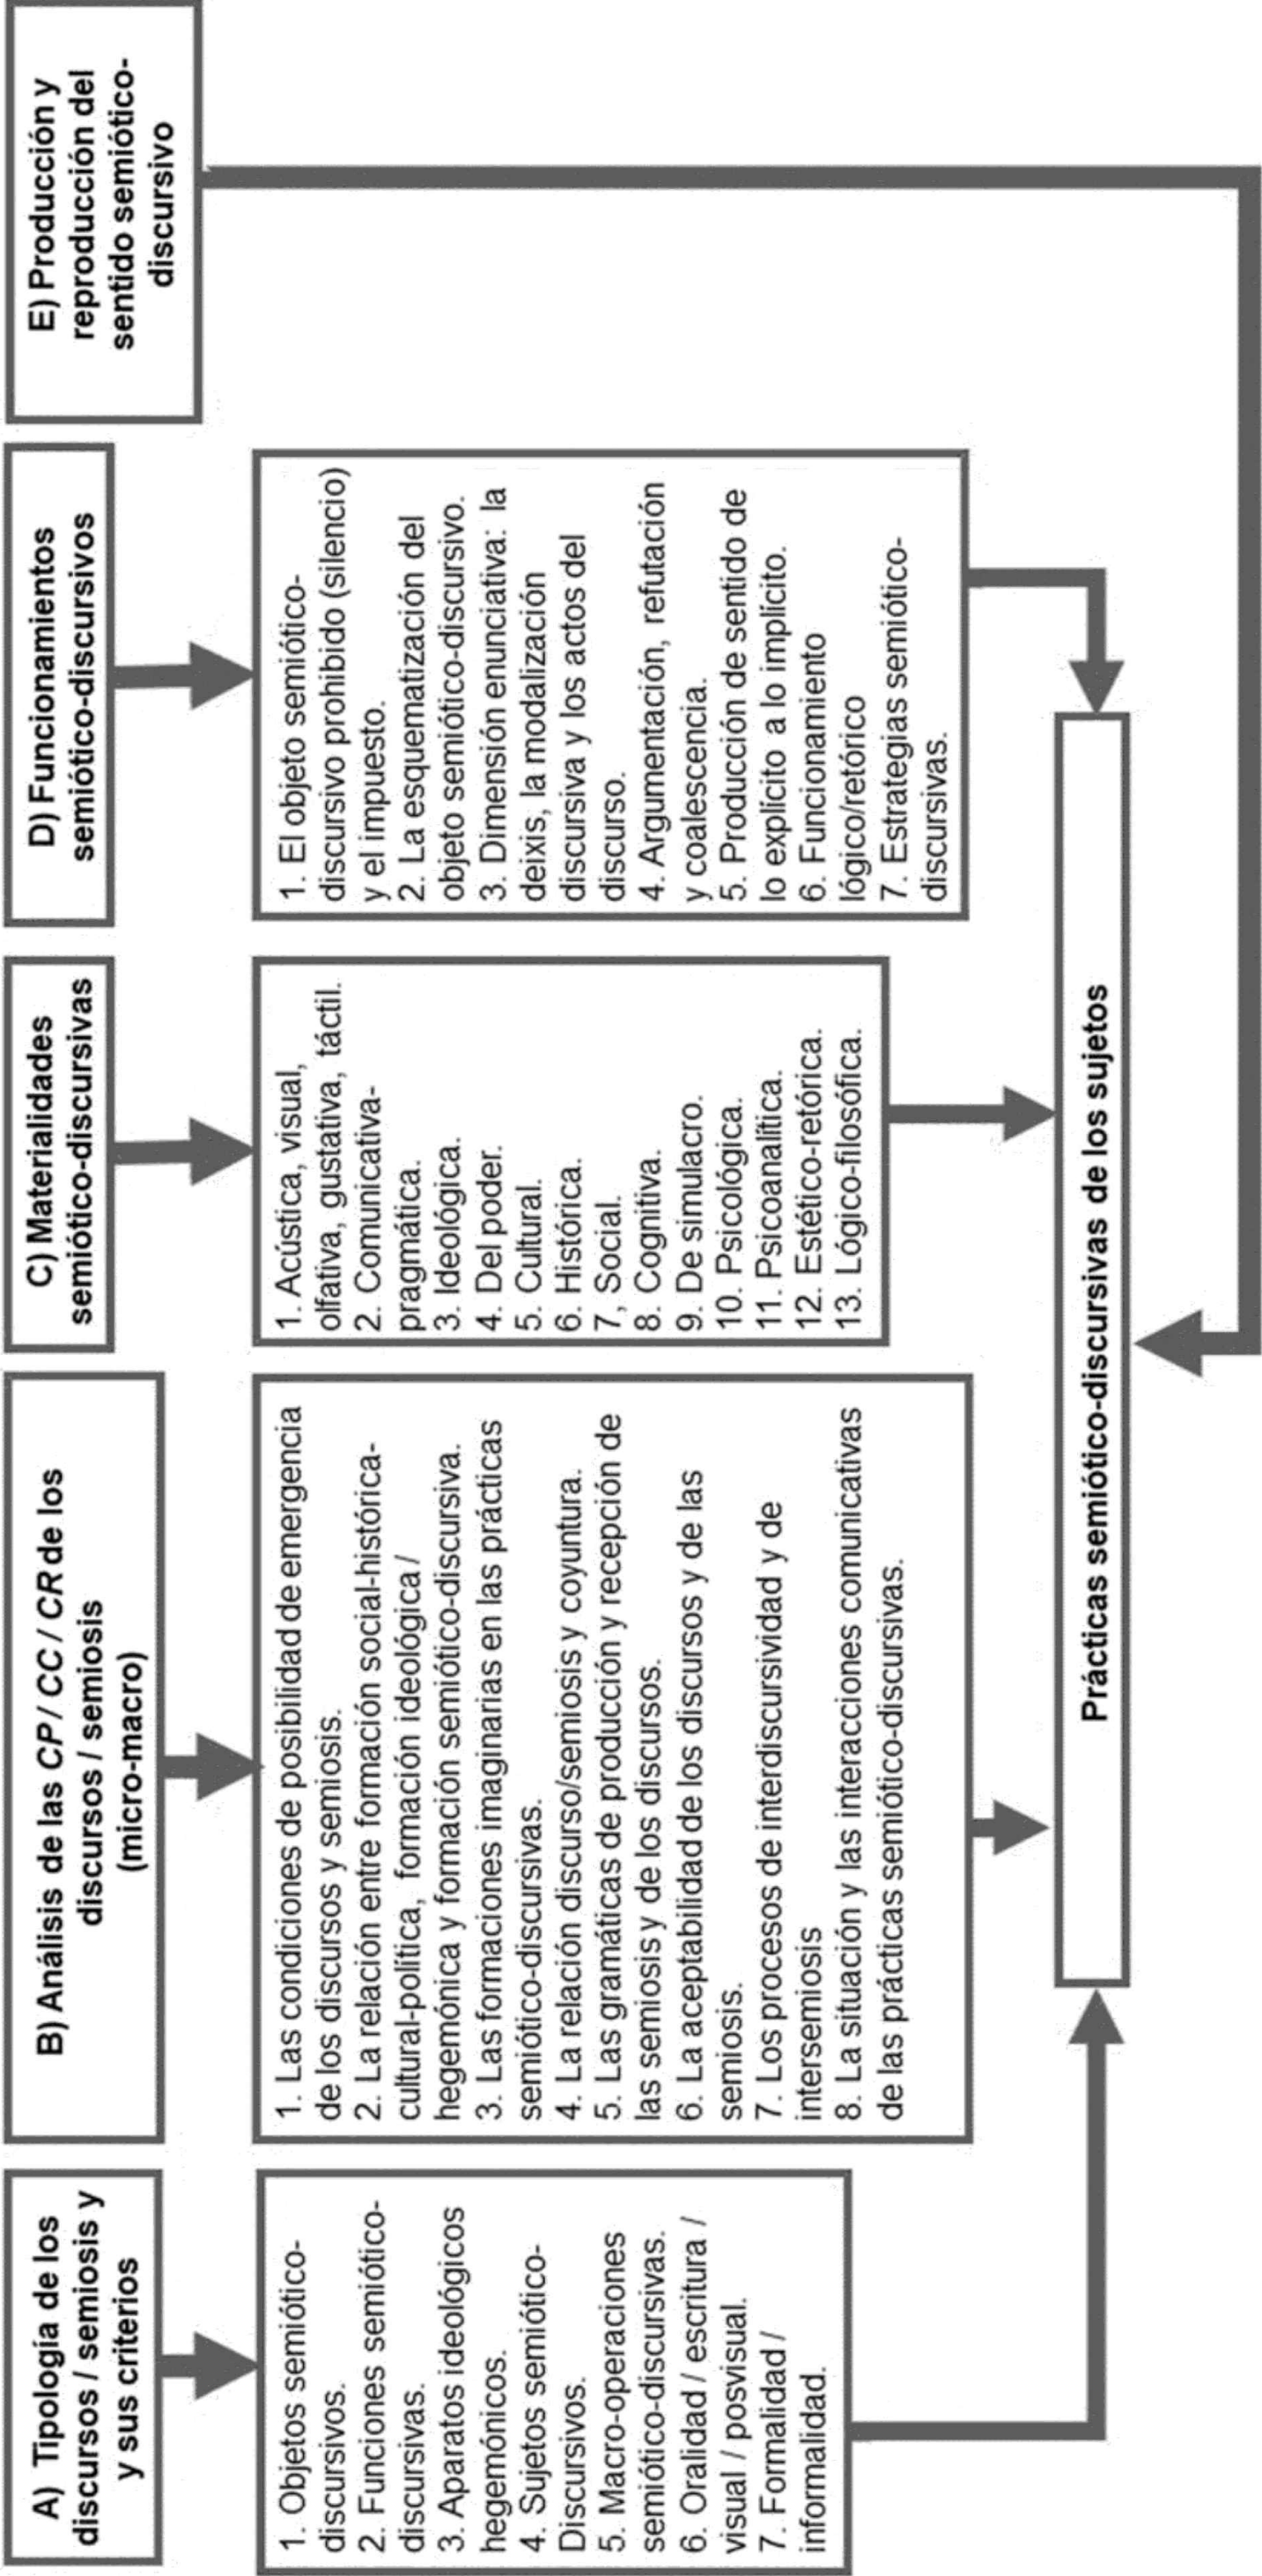 A) Tipología de los
discursos / semiosis y
y sus criterios
1. Objetos semiótico-
discursivos.
2. Funciones semiótico-
discursivas.
3. Aparatos ideológicos
hegemónicos.
4. Sujetos semiótico-
Discursivos.
5. Macro-operaciones
semiótico-discursivas.
6. Oralidad / escritura /
visual / posvisual.
7. Formalidad /
informalidad.
B) Análisis de las CP / CC / CR de los
discursos / semiosis
(micro-macro)
1. Las condiciones de posibilidad de emergencia
de los discursos y semiosis.
2. La relación entre formación social-histórica-
cultural-política, formación ideológica /
hegemónica y formación semiótico-discursiva.
3. Las formaciones imaginarias en las prácticas
semiótico-discursivas.
4. La relación discurso/semiosis y coyuntura.
5. Las gramáticas de producción y recepción de
las semiosis y de los discursos.
6. La aceptabilidad de los discursos y de las
semiosis.
7. Los procesos de interdiscursividad y de
intersemiosis
8. La situación y las interacciones comunicativas
de las prácticas semiótico-discursivas.
C) Materialidades
semiótico-discursivas
1. Acústica, visual,
olfativa, gustativa, táctil.
2. Comunicativa-
pragmática.
3. Ideológica.
4. Del poder.
5. Cultural.
6. Histórica.
7, Social.
8. Cognitiva.
9. De simulacro.
10. Psicológica.
11. Psicoanalítica.
12. Estético-retórica.
13. Lógico-filosófica.
D) Funcionamientos
semiótico-discursivos
1. El objeto semiótico-
discursivo prohibido (silencio)
y el impuesto.
2. La esquematización del
objeto semiótico-discursivo.
3. Dimensión enunciativa: la
deixis, la modalización
discursiva y los actos del
discurso.
4. Argumentación, refutación
y coalescencia.
5. Producción de sentido de
lo explícito a lo implícito.
6. Funcionamiento
lógico/retórico
7. Estrategias semiótico-
discursivas.
E) Producción y
reproducción del
sentido semiótico-
discursivo
Prácticas semiótico-discursivas de los sujetos